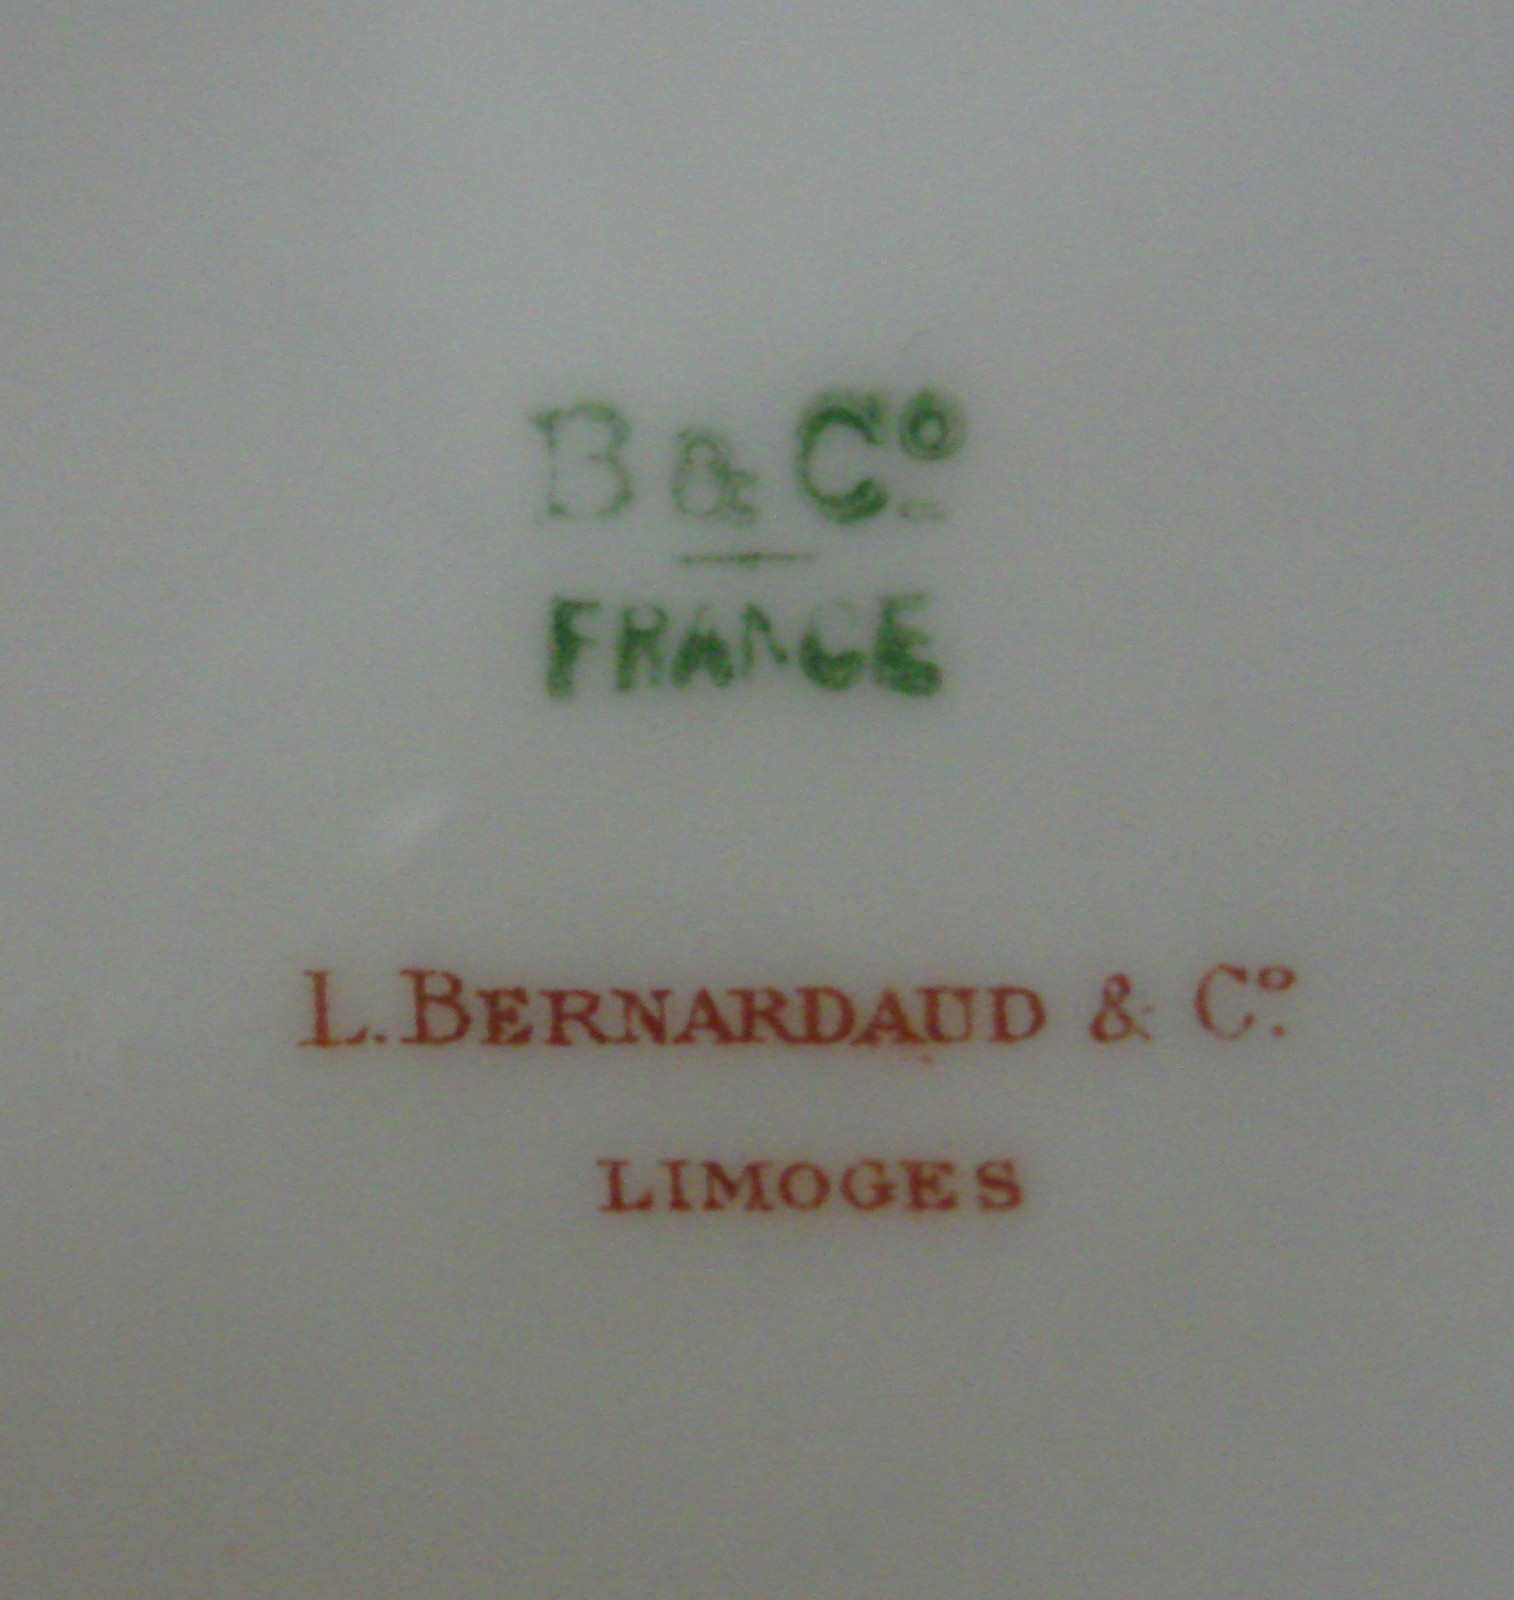 B & Cº
FRANCE
L. BERNARDAUD & Cº
LIMOGES